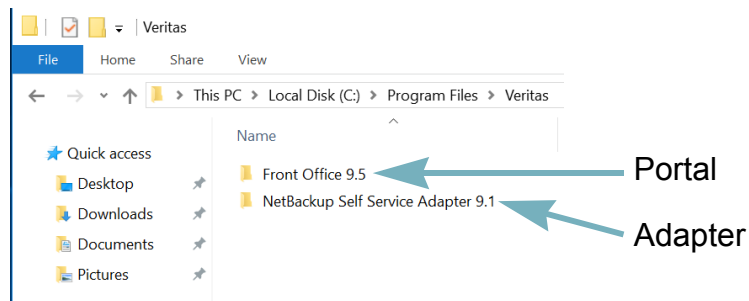 Veritas
File Home Share View
This PC > Local Disk (C:) > Program Files > Veritas
Name
Quick access
Desktop
Downloads
Documents
Pictures
Front Office 9.5
NetBackup Self Service Adapter 9.1
Portal
Adapter